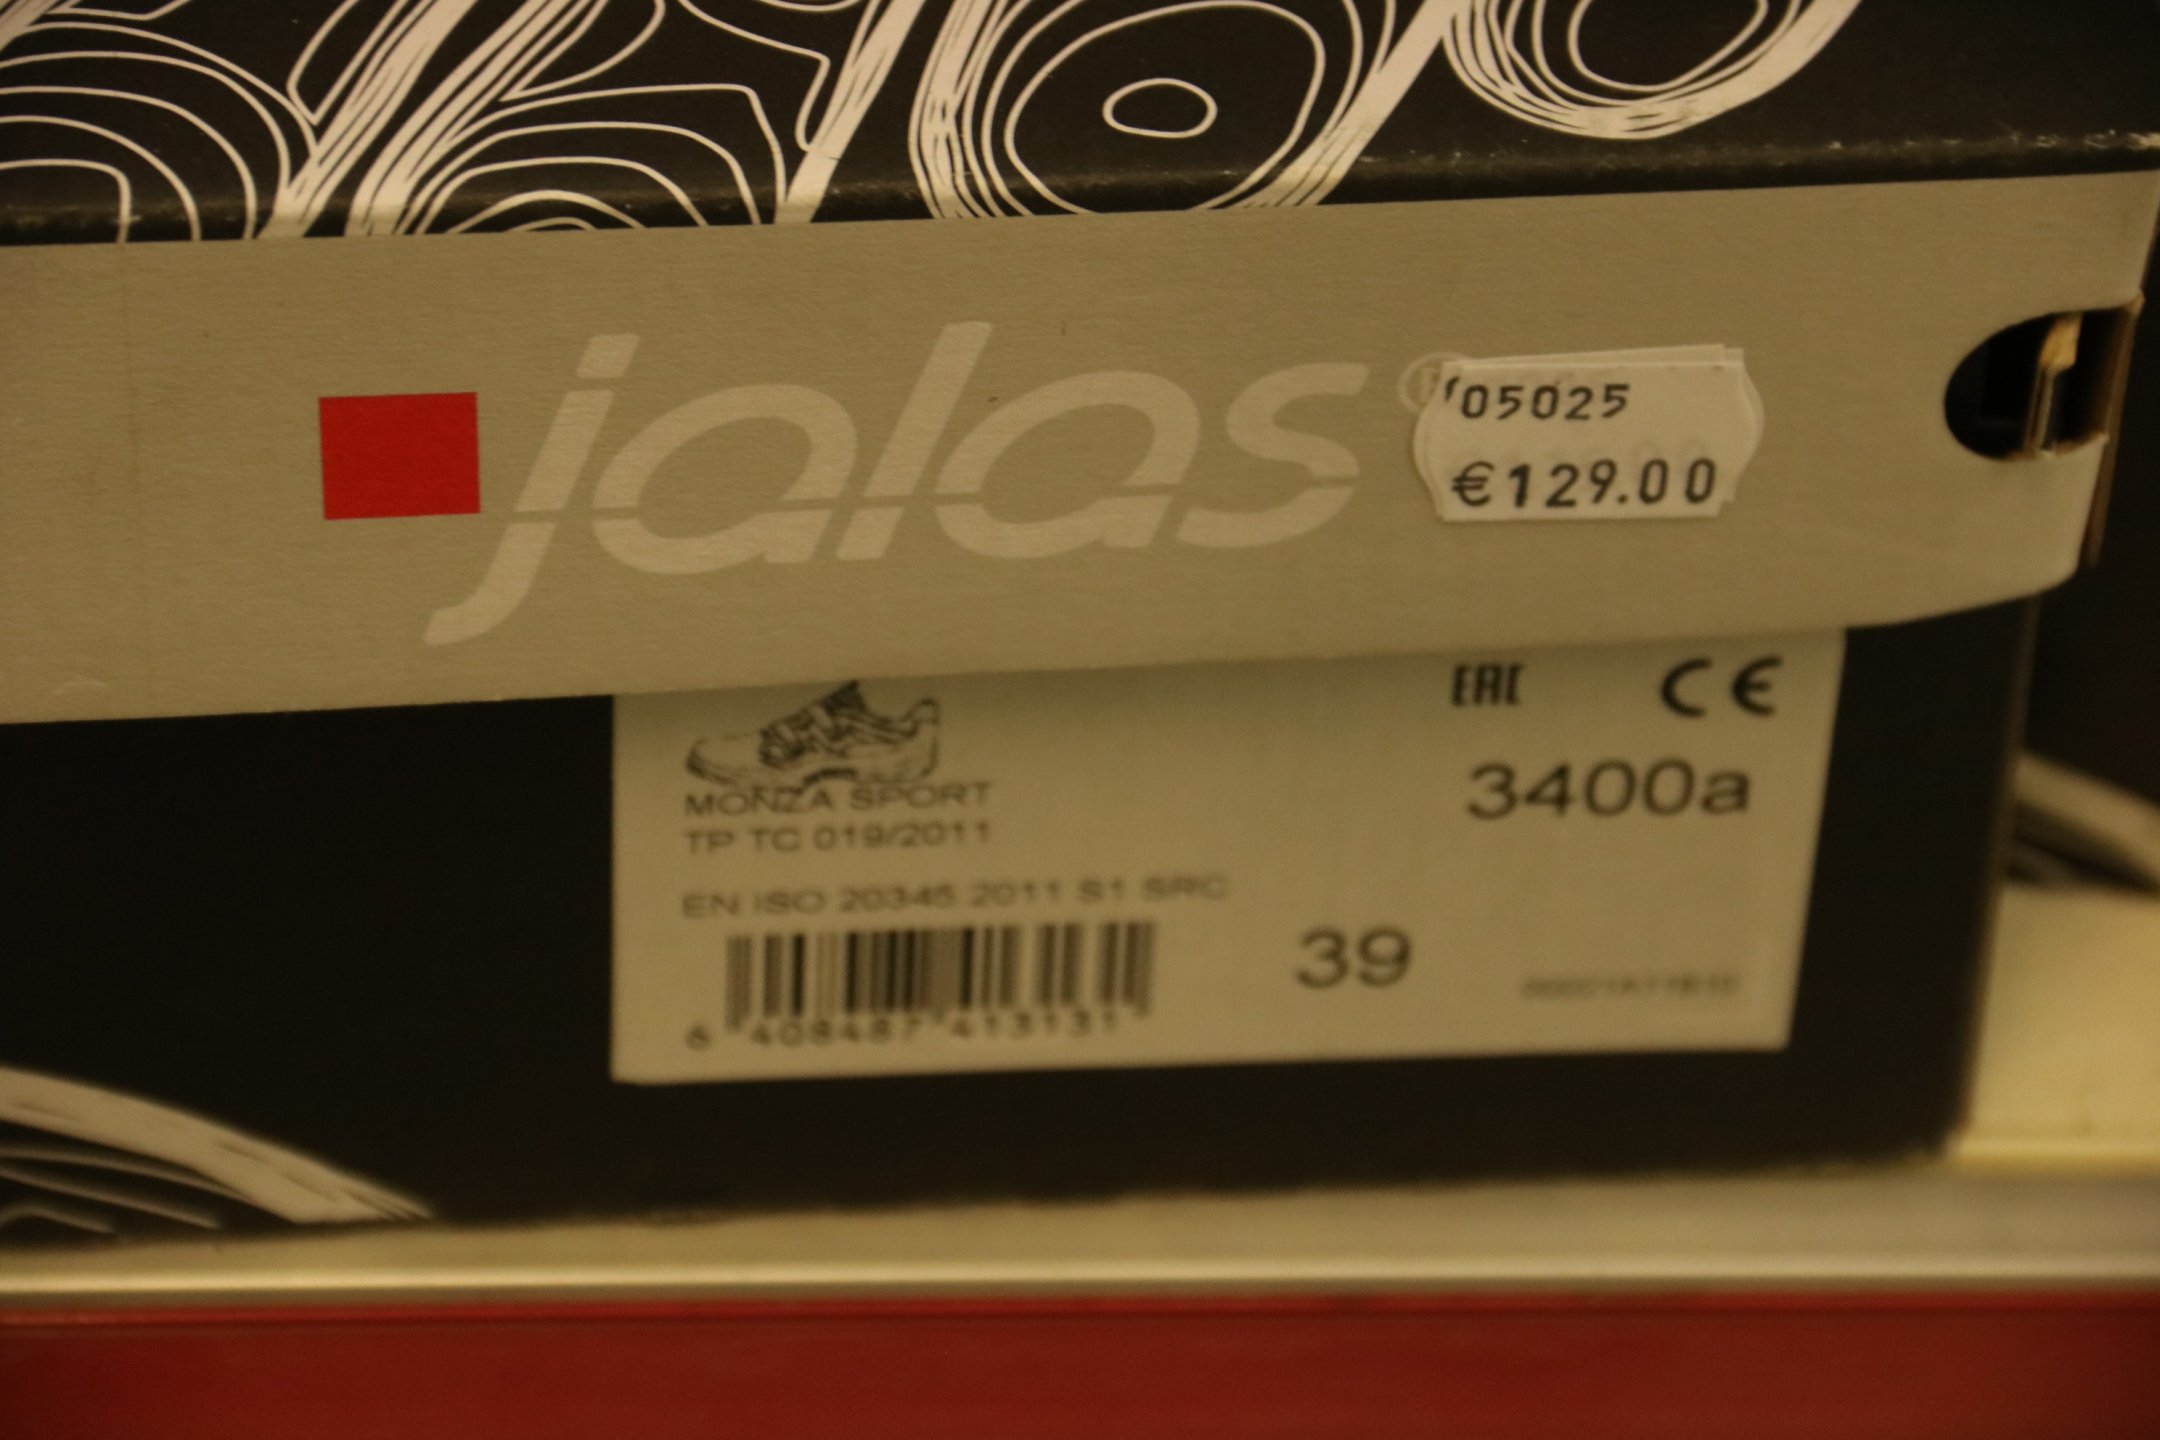 jalas
05025
€129.00
EAC CE
MONZA SPORT
3400a
TP TC 019/2011
EN ISO 20345:2011 S1 SRC
39
6 408487 413131